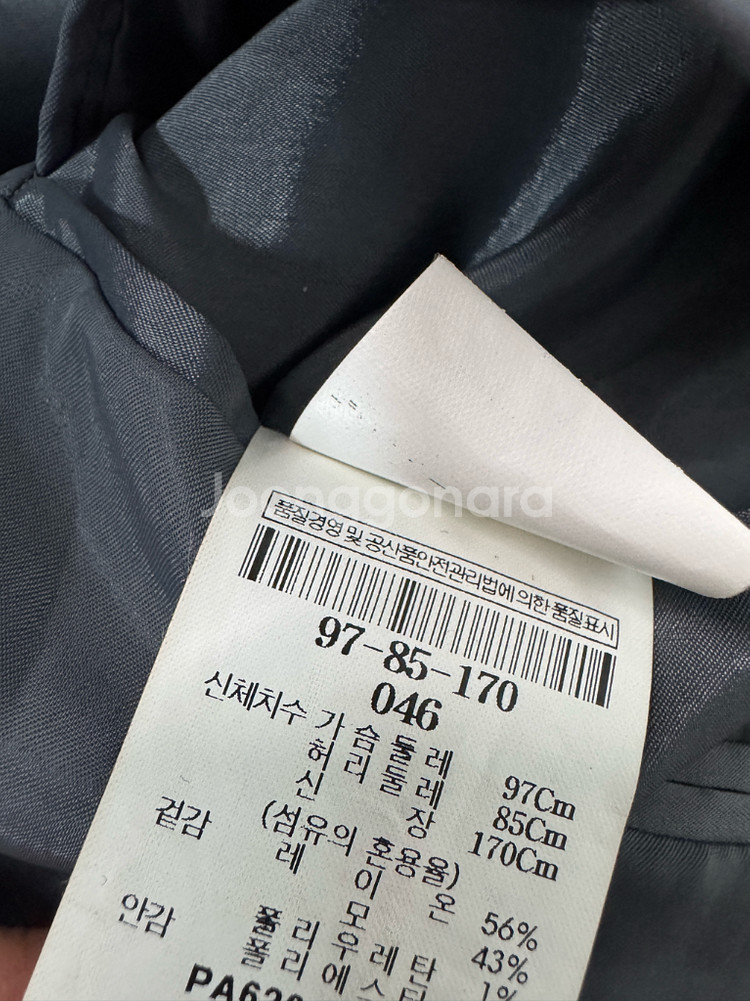 Joonagonara
품질경영 및 공산품안전관리법에 의한 품질표시
97-85-170
046
신체치수 가슴둘레 97Cm
허리둘레 85Cm
신장 170Cm
겉감 (섬유의 혼용율)
레이온 56%
모 43%
폴리우레탄 1%
안감 폴리에스